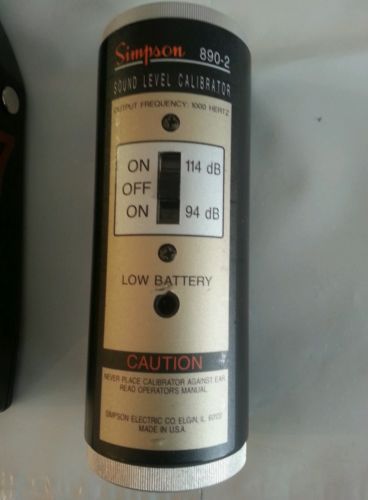 Simpson 890-2
SOUND LEVEL CALIBRATOR
OUTPUT FREQUENCY: 1000 HERTZ
ON 114 dB
OFF
ON 94 dB
LOW BATTERY
CAUTION
NEVER PLACE CALIBRATOR AGAINST EAR
READ OPERATOR'S MANUAL
SIMPSON ELECTRIC CO. ELGIN, IL 60120
MADE IN U.S.A.